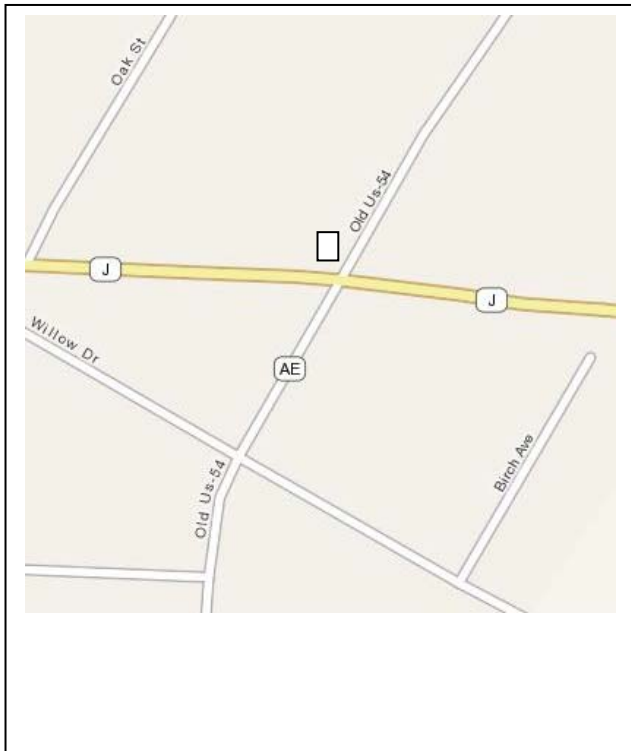 Oak St
Old Us-54
J
J
Willow Dr
AE
Birch Ave
Old Us-54